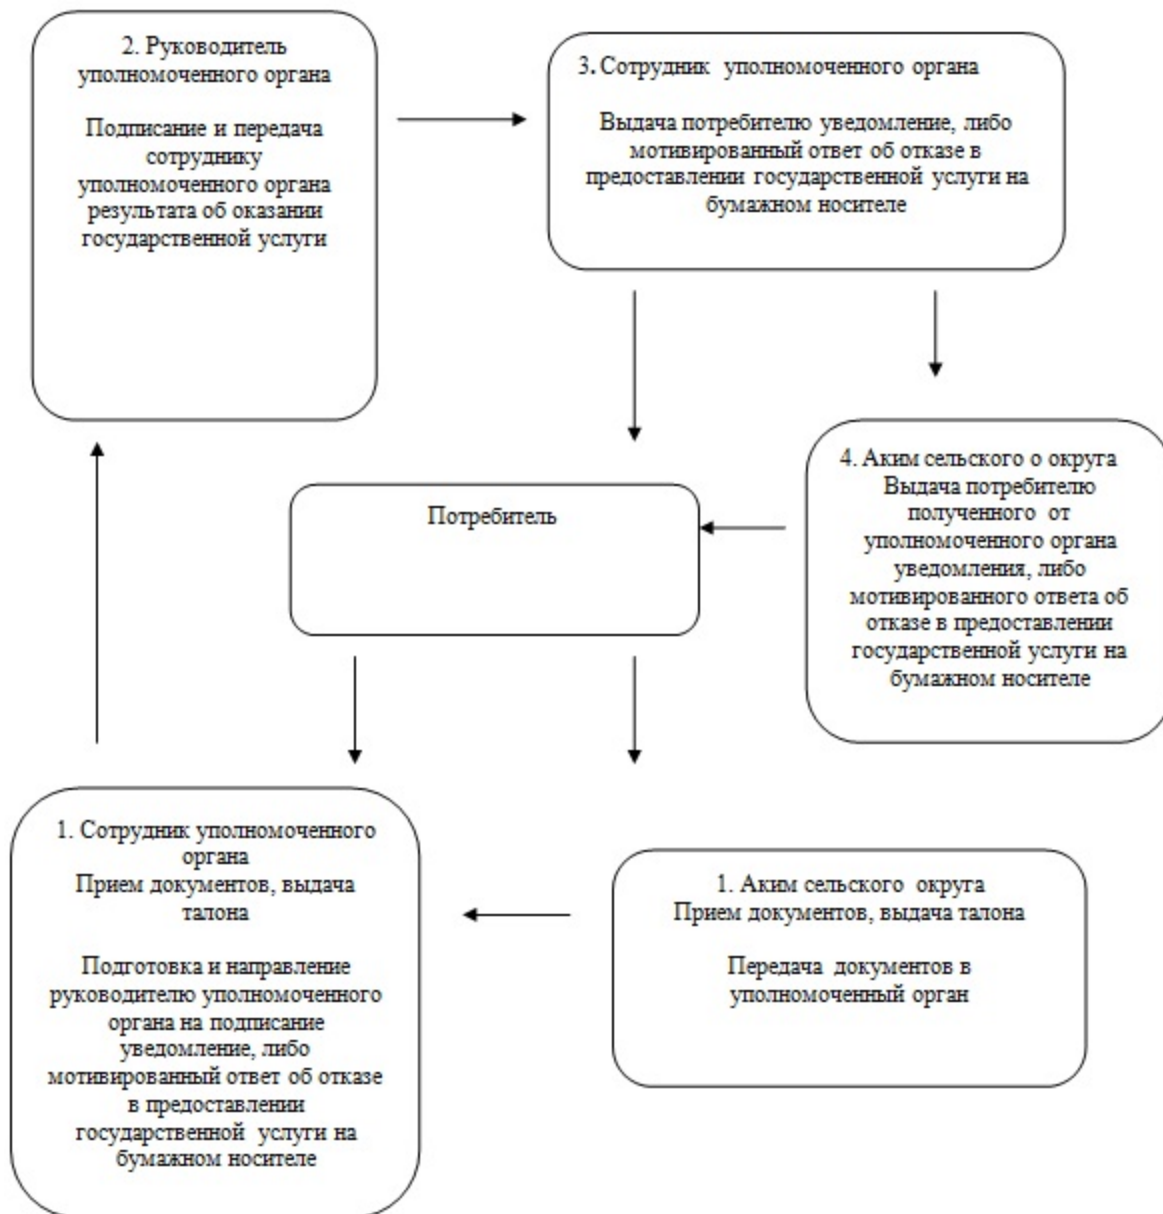 2. Руководитель
уполномоченного органа
Подписание и передача
сотруднику
уполномоченного органа
результата об оказании
государственной услуги
3. Сотрудник уполномоченного органа
Выдача потребителю уведомление, либо
мотивированный ответ об отказе в
предоставлении государственной услуги на
бумажном носителе
Потребитель
4. Аким сельского о округа
Выдача потребителю
полученного от
уполномоченного органа
уведомления, либо
мотивированного ответа об
отказе в предоставлении
государственной услуги на
бумажном носителе
1. Сотрудник уполномоченного
органа
Прием документов, выдача
талона
Подготовка и направление
руководителю уполномоченного
органа на подписание
уведомление, либо
мотивированный ответ об отказе
в предоставлении
государственной услуги на
бумажном носителе
1. Аким сельского округа
Прием документов, выдача талона
Передача документов в
уполномоченный орган